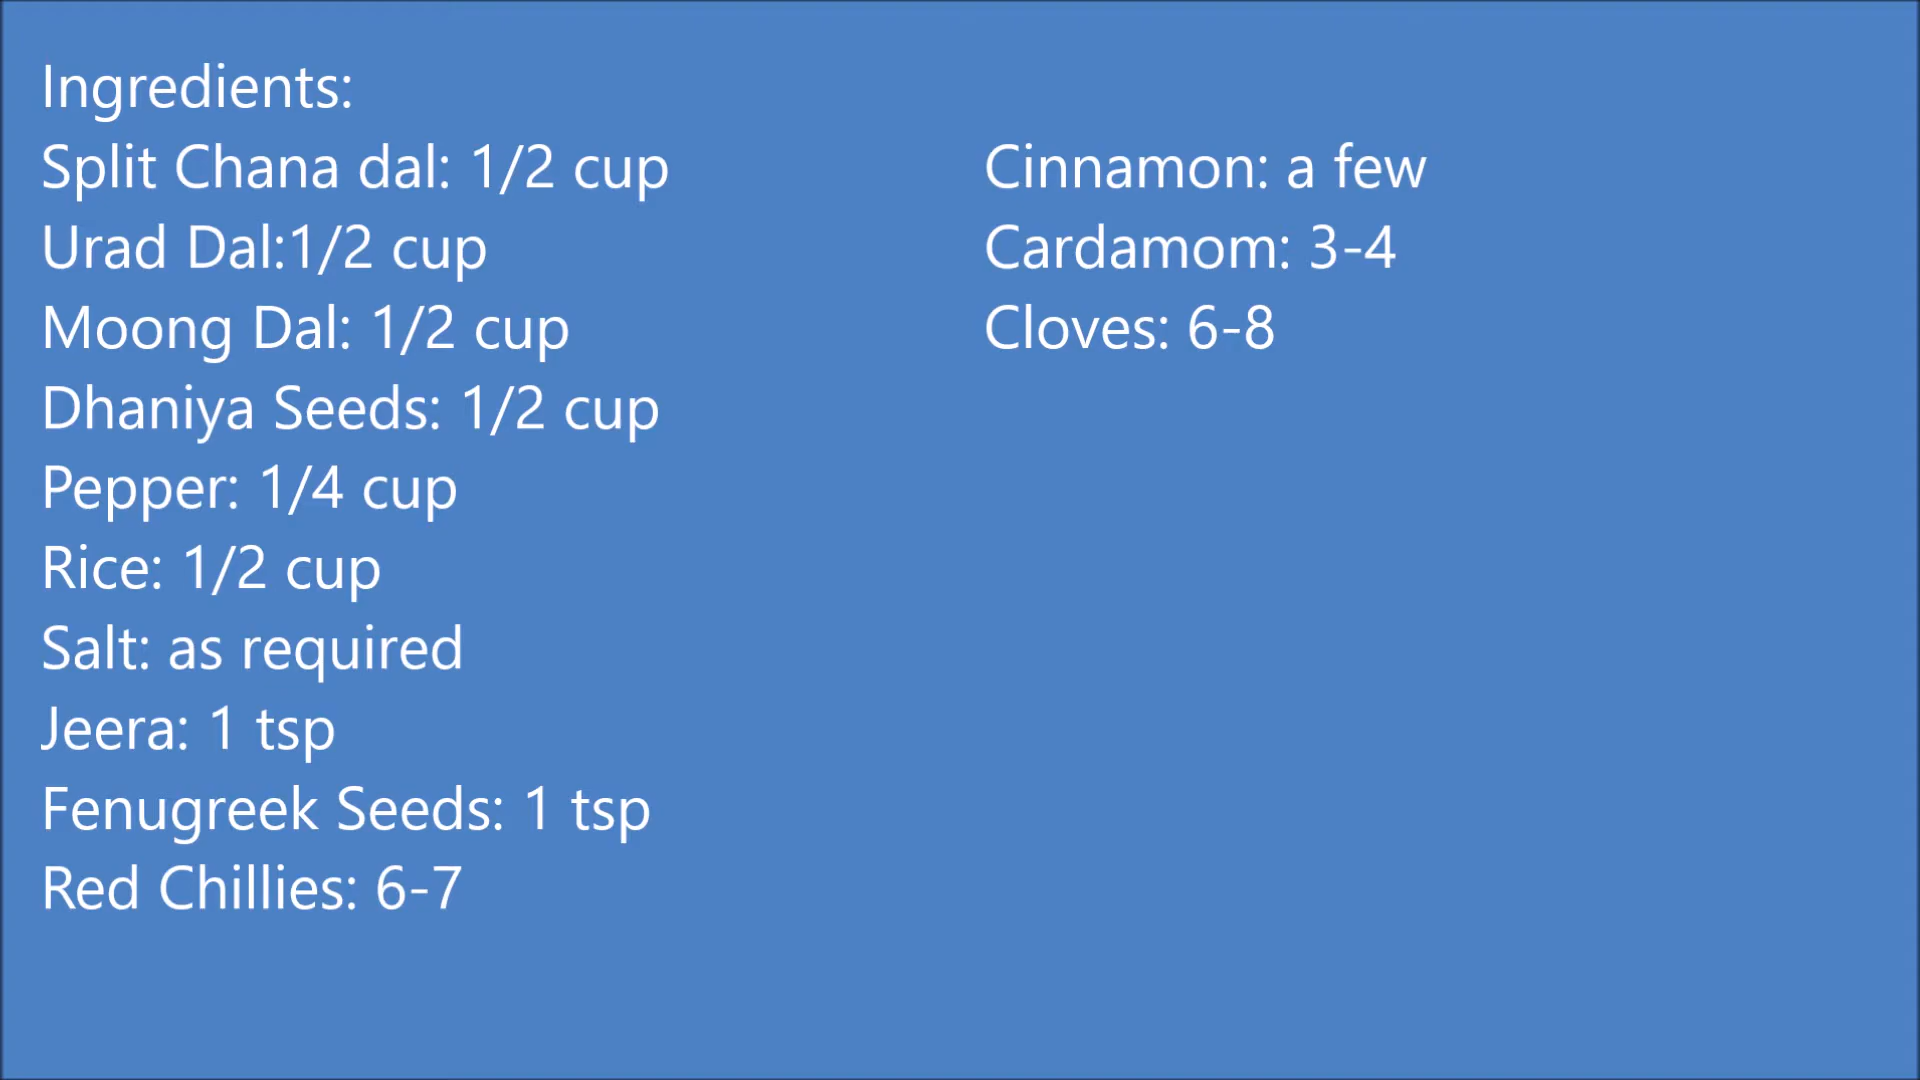 Ingredients:
Split Chana dal: 1/2 cup
Urad Dal:1/2 cup
Moong Dal: 1/2 cup
Dhaniya Seeds: 1/2 cup
Pepper: 1/4 cup
Rice: 1/2 cup
Salt: as required
Jeera: 1 tsp
Fenugreek Seeds: 1 tsp
Red Chillies: 6-7
Cinnamon: a few
Cardamom: 3-4
Cloves: 6-8